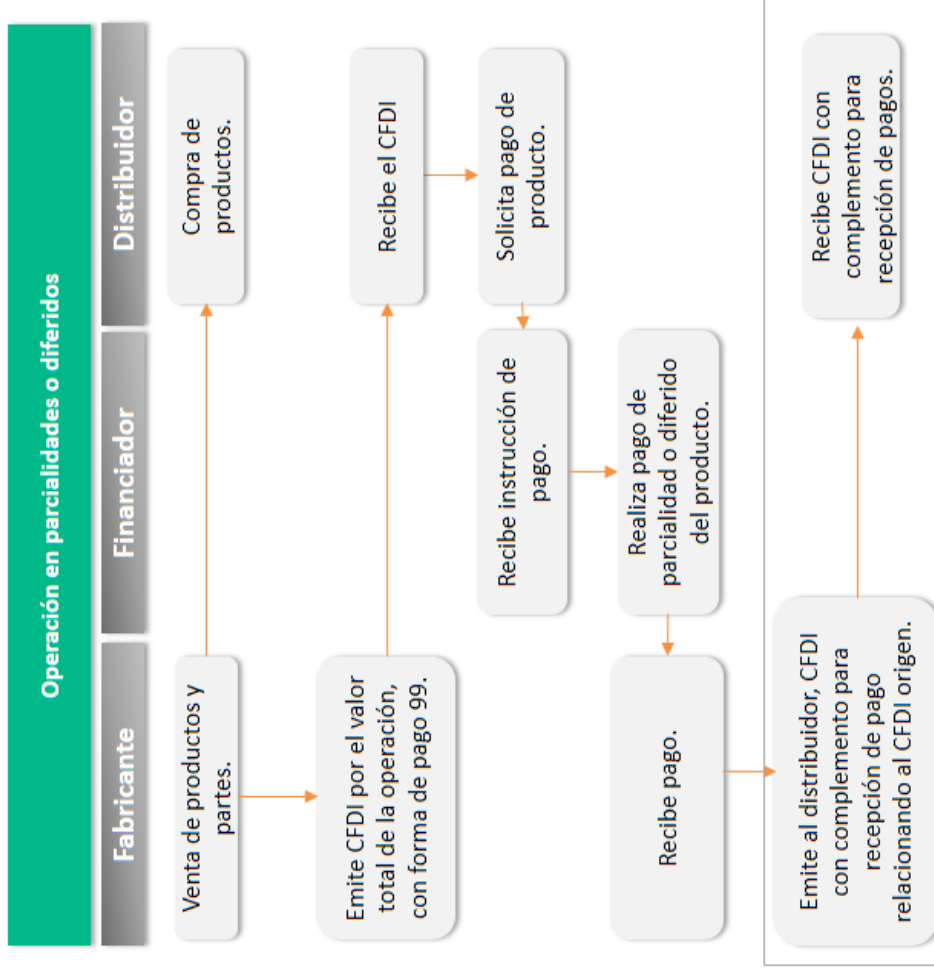 Operación en parcialidades o diferidos
Fabricante
Financiador
Distribuidor
Venta de productos y
partes.
Compra de
productos.
Emite CFDI por el valor
total de la operación,
con forma de pago 99.
Recibe el CFDI
Solicita pago de
producto.
Recibe instrucción de
pago.
Realiza pago de
parcialidad o diferido
del producto.
Recibe pago.
Emite al distribuidor, CFDI
con complemento para
recepción de pago
relacionando al CFDI origen.
Recibe CFDI con
complemento para
recepción de pagos.